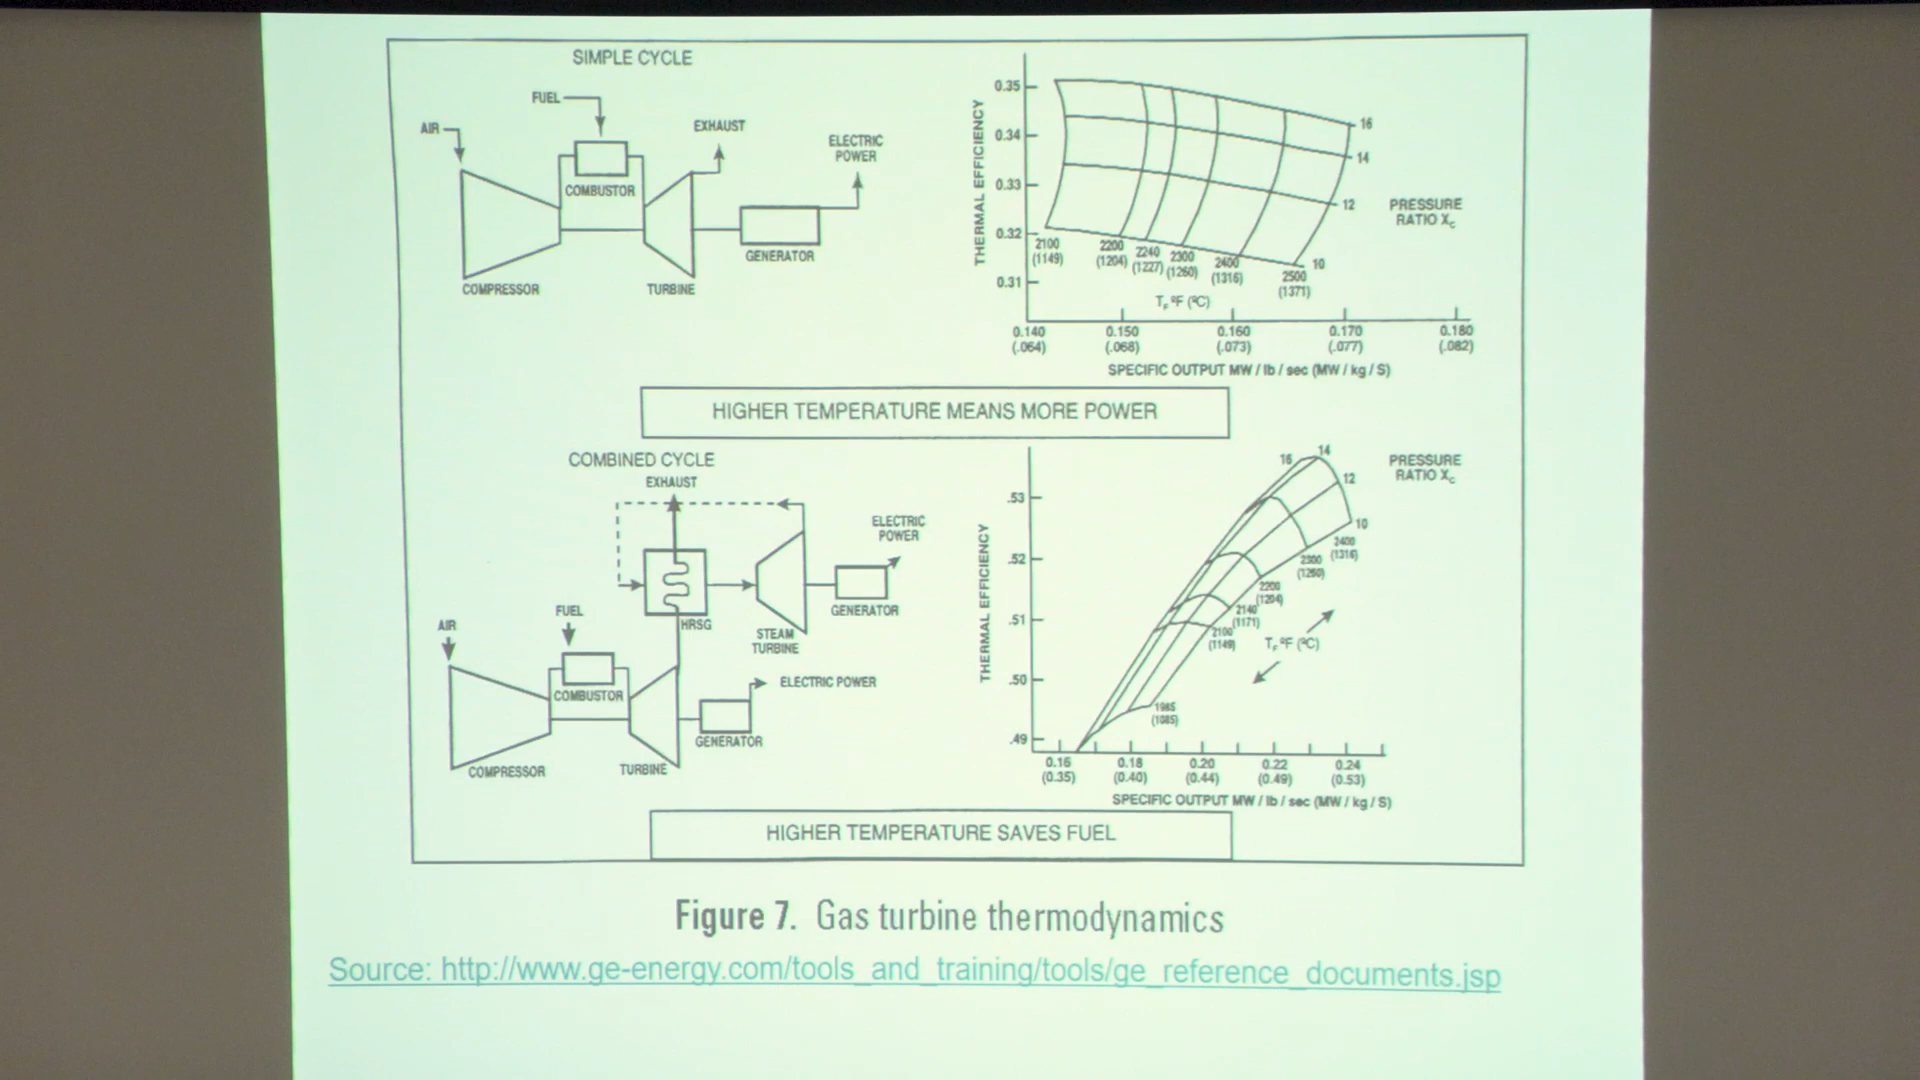 SIMPLE CYCLE
FUEL
AIR
EXHAUST
ELECTRIC
POWER
COMBUSTOR
GENERATOR
COMPRESSOR
TURBINE
THERMAL EFFICIENCY
0.35
0.34
0.33
0.32
0.31
16
14
12
10
PRESSURE
RATIO Xc
2100
(1149)
2200
(1204)
2240
(1227)
2300
(1260)
2400
(1316)
2500
(1371)
TF ºF (ºC)
0.140
(.064)
0.150
(.068)
0.160
(.073)
0.170
(.077)
0.180
(.082)
SPECIFIC OUTPUT MW / lb / sec (MW / kg / S)
HIGHER TEMPERATURE MEANS MORE POWER
COMBINED CYCLE
EXHAUST
ELECTRIC
POWER
GENERATOR
HRSG
STEAM
TURBINE
FUEL
AIR
COMBUSTOR
ELECTRIC POWER
GENERATOR
COMPRESSOR
TURBINE
THERMAL EFFICIENCY
.53
.52
.51
.50
.49
16
14
12
10
PRESSURE
RATIO Xc
2400
(1316)
2300
(1260)
2200
(1204)
2140
(1171)
2100
(1149)
TF ºF (ºC)
1985
(1085)
0.16
(0.35)
0.18
(0.40)
0.20
(0.44)
0.22
(0.49)
0.24
(0.53)
SPECIFIC OUTPUT MW / lb / sec (MW / kg / S)
HIGHER TEMPERATURE SAVES FUEL
Figure 7. Gas turbine thermodynamics
Source: http://www.ge-energy.com/tools_and_training/tools/ge_reference_documents.jsp